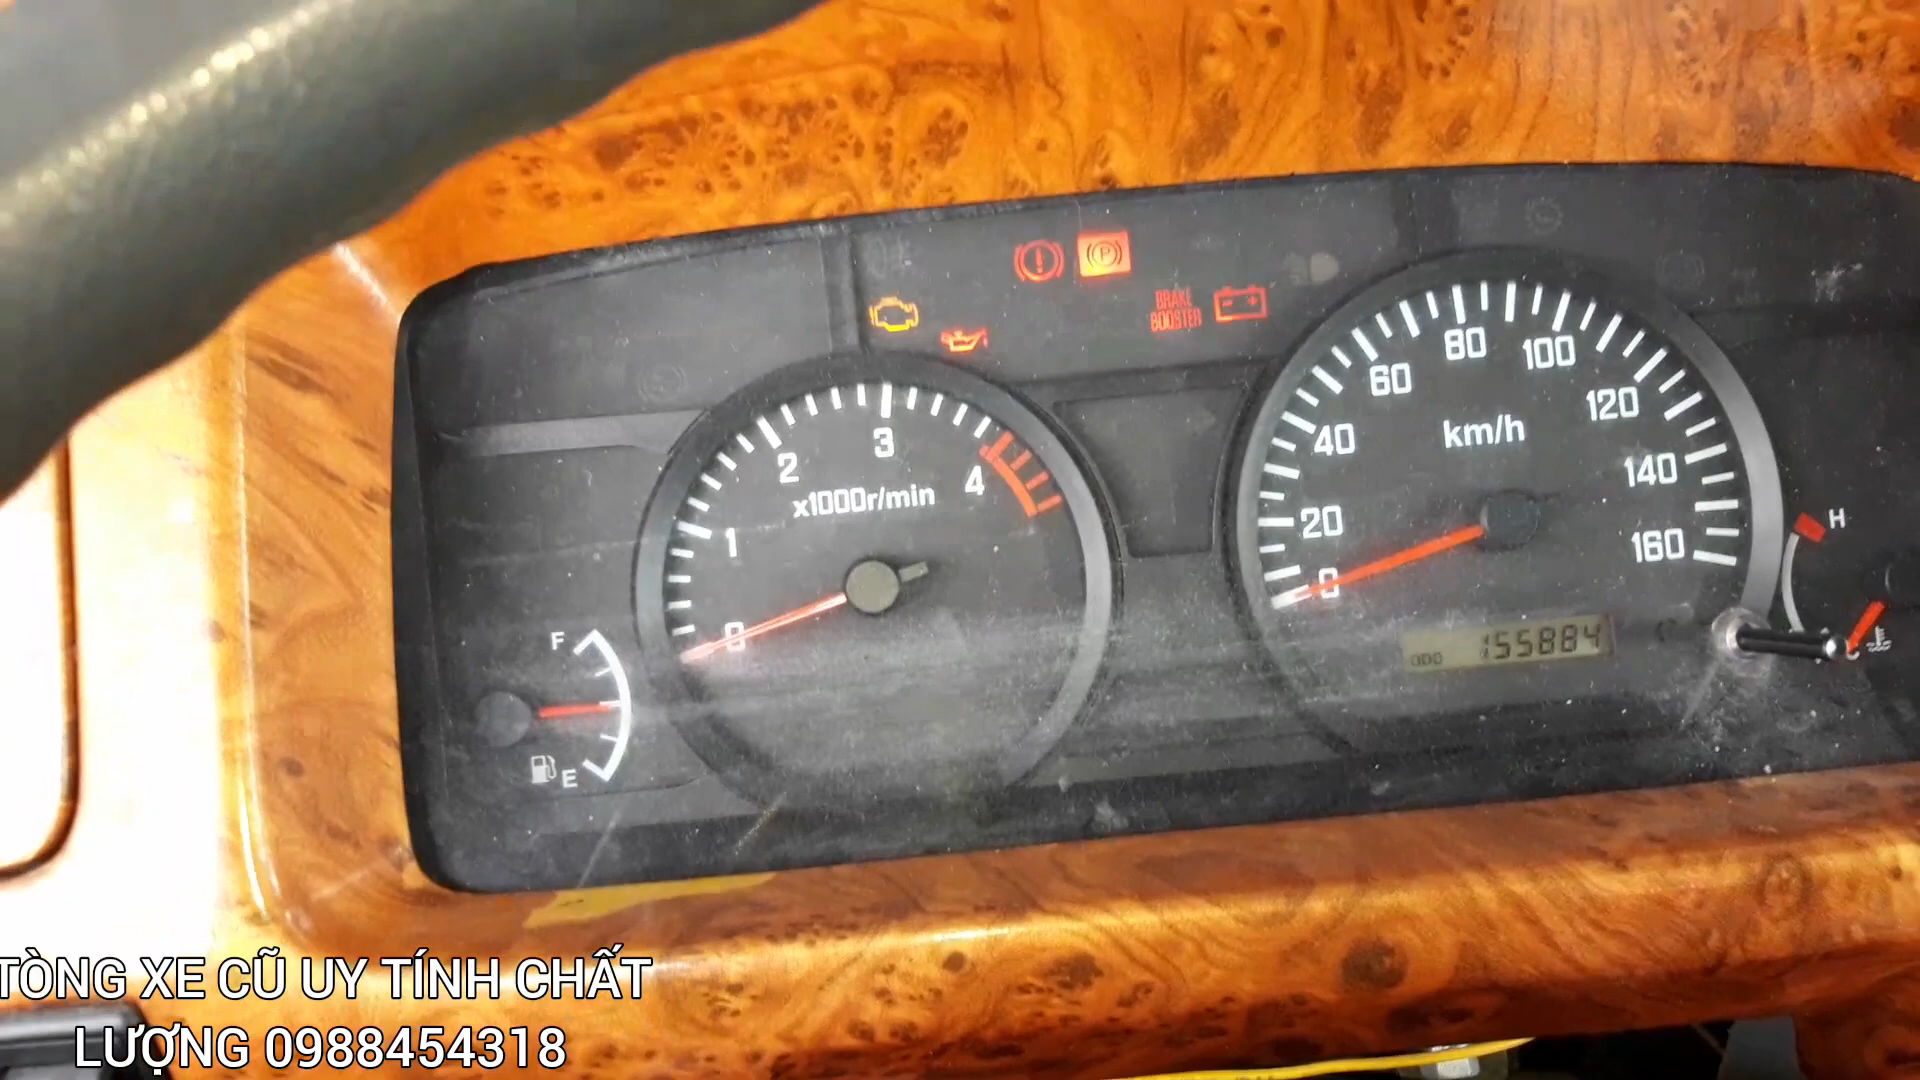 P
BRAKE
BOOSTER
80
100
60
120
40
km/h
140
20
160
0
H
C
3
2
4
x1000r/min
1
0
F
E
ODO 155884
TÒNG XE CŨ UY TÍNH CHẤT
LƯỢNG 0988454318